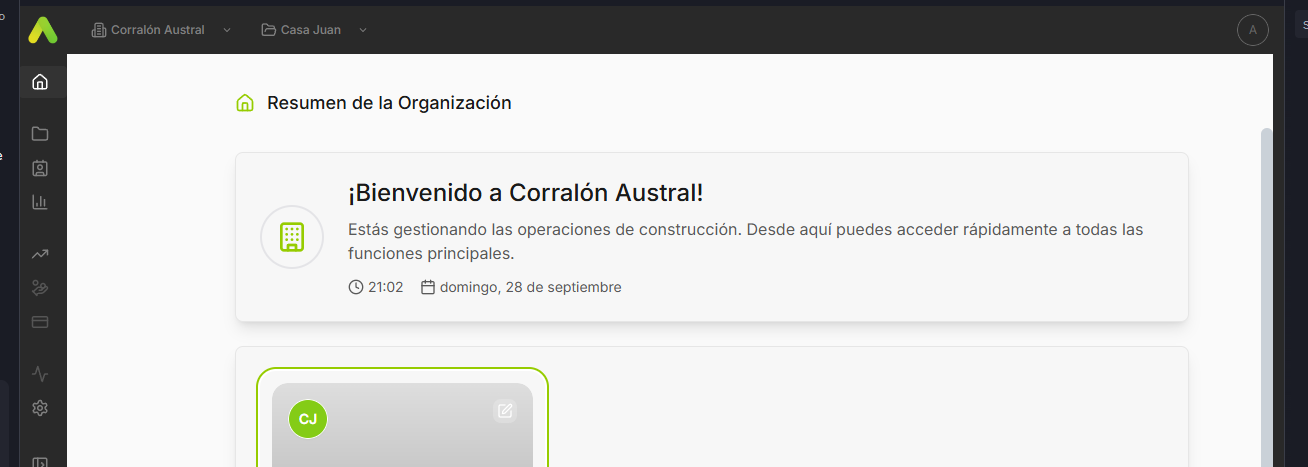 Corralón Austral
Casa Juan
A
Resumen de la Organización
¡Bienvenido a Corralón Austral!
Estás gestionando las operaciones de construcción. Desde aquí puedes acceder rápidamente a todas las
funciones principales.
21:02
domingo, 28 de septiembre
CJ